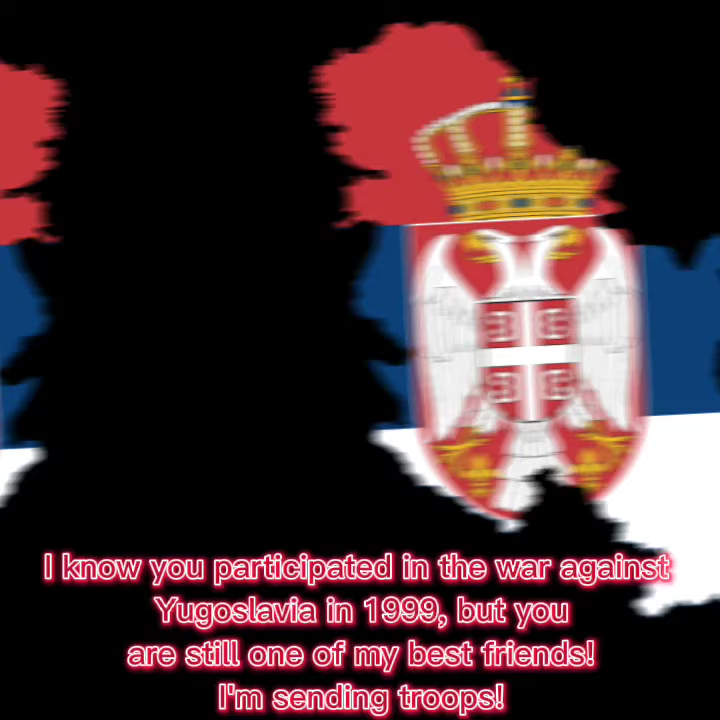 I know you participated in the war against
Yugoslavia in 1999, but you
are still one of my best friends!
I'm sending troops!